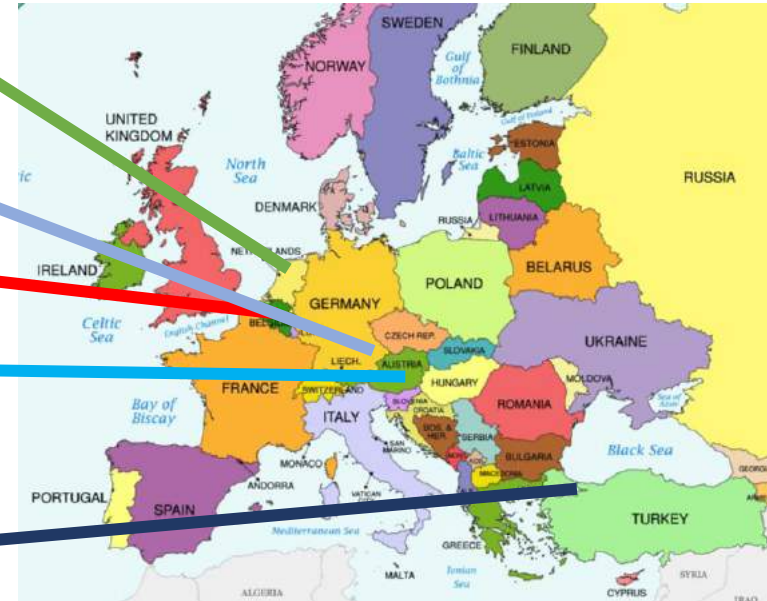 SWEDEN
FINLAND
NORWAY
Gulf
of
Bothnia
Gulf of Finland
UNITED
KINGDOM
ESTONIA
North
Sea
Baltic
Sea
RUSSIA
LATVIA
ic
DENMARK
LITHUANIA
RUSSIA
NETHERLANDS
IRELAND
BELARUS
POLAND
GERMANY
Celtic
Sea
English Channel
CZECH REP.
UKRAINE
SLOVAKIA
LIECH.
AUSTRIA
FRANCE
SWITZERLAND
HUNGARY
MOLDOVA
SLOVENIA
Sea of
Azov
Bay of
Biscay
ITALY
CROATIA
ROMANIA
BOS. &
HER.
SERBIA
SAN
MARINO
Black Sea
MONACO
BULGARIA
GEORGI
MACEDONIA
ANDORRA
VATICAN
PORTUGAL
SPAIN
TURKEY
Mediterranean Sea
GREECE
MALTA
Ionian
Sea
SYRIA
ALGERIA
CYPRUS
IRAQ